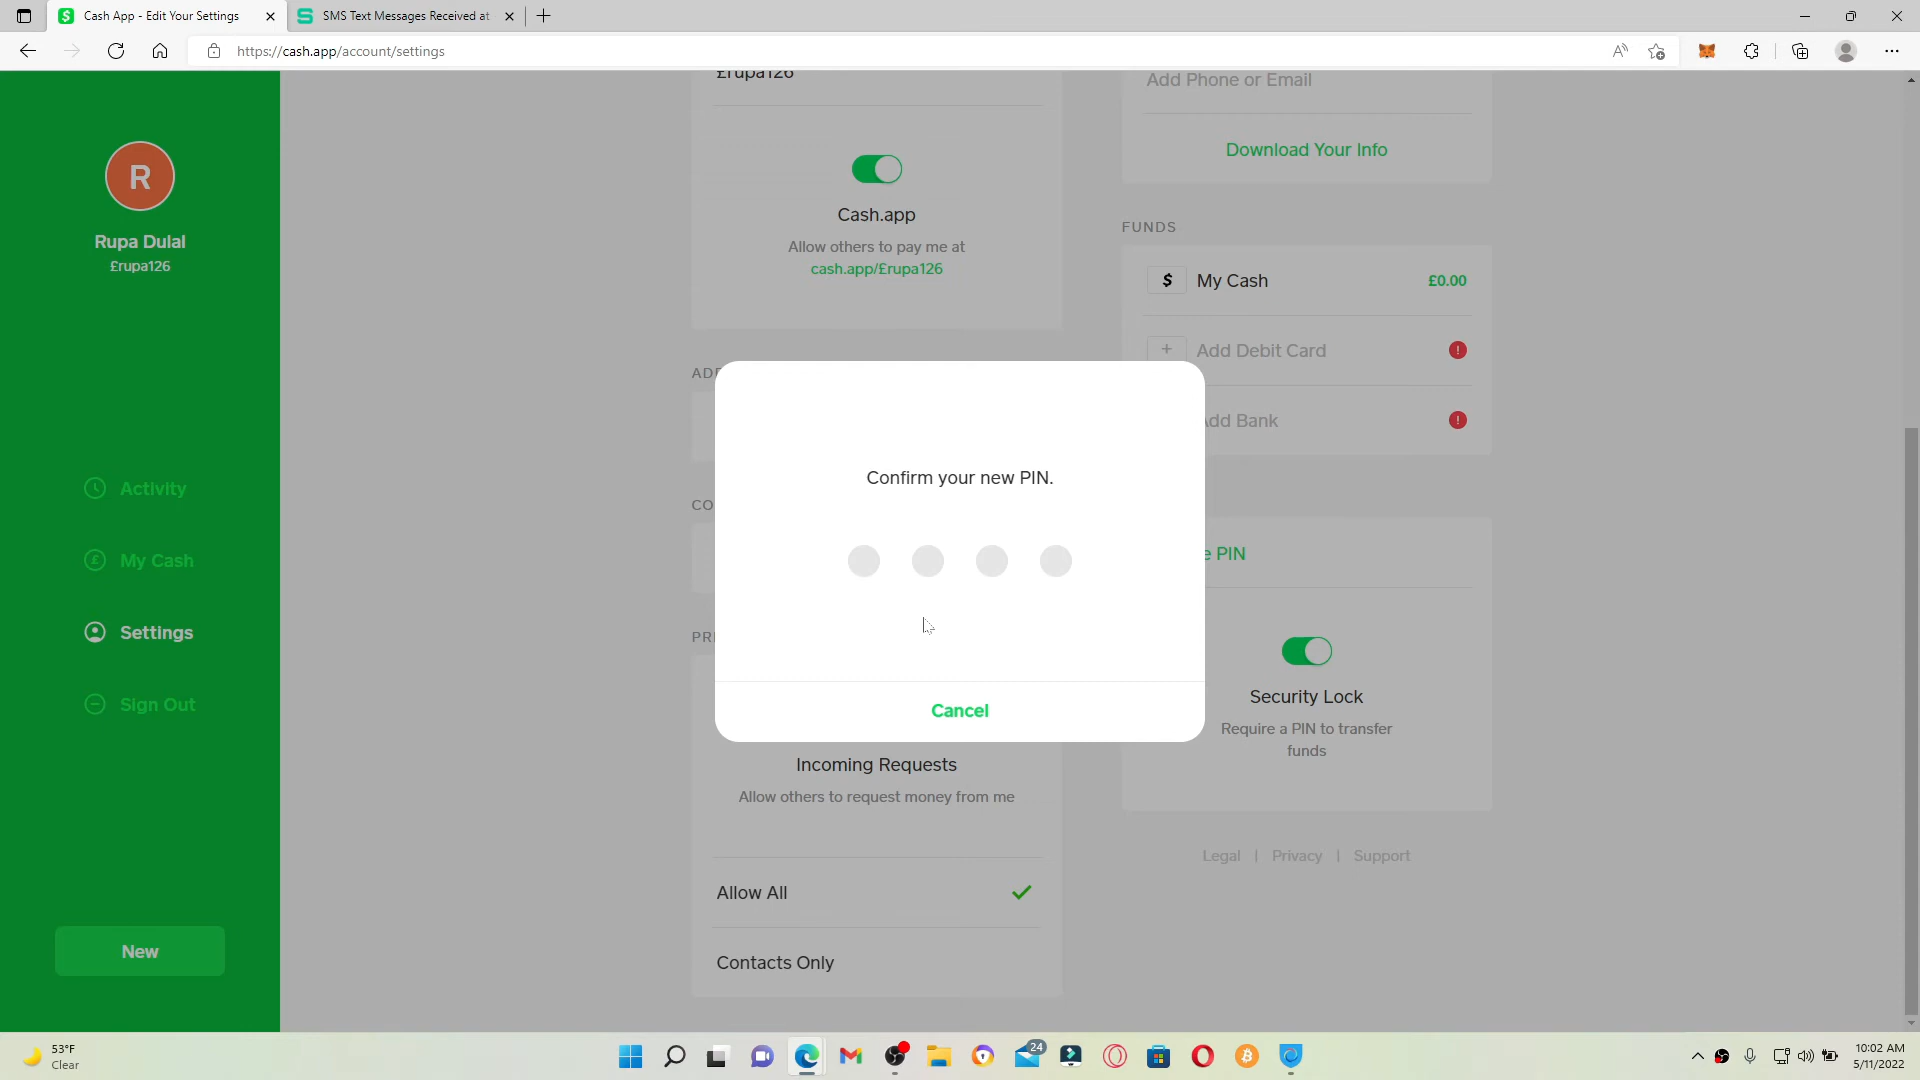 Cash App - Edit Your Settings
SMS Text Messages Received at
https://cash.app/account/settings
R
Rupa Dulal
£rupa126
Activity
My Cash
Settings
Sign Out
New
£rupa126
Cash.app
Allow others to pay me at
cash.app/£rupa126
Add Phone or Email
Download Your Info
FUNDS
$ My Cash £0.00
+ Add Debit Card !
Add Bank !
Confirm your new PIN.
Cancel
PIN
Security Lock
Require a PIN to transfer
funds
Incoming Requests
Allow others to request money from me
Allow All
Contacts Only
Legal | Privacy | Support
53°F
Clear
24
10:02 AM
5/11/2022